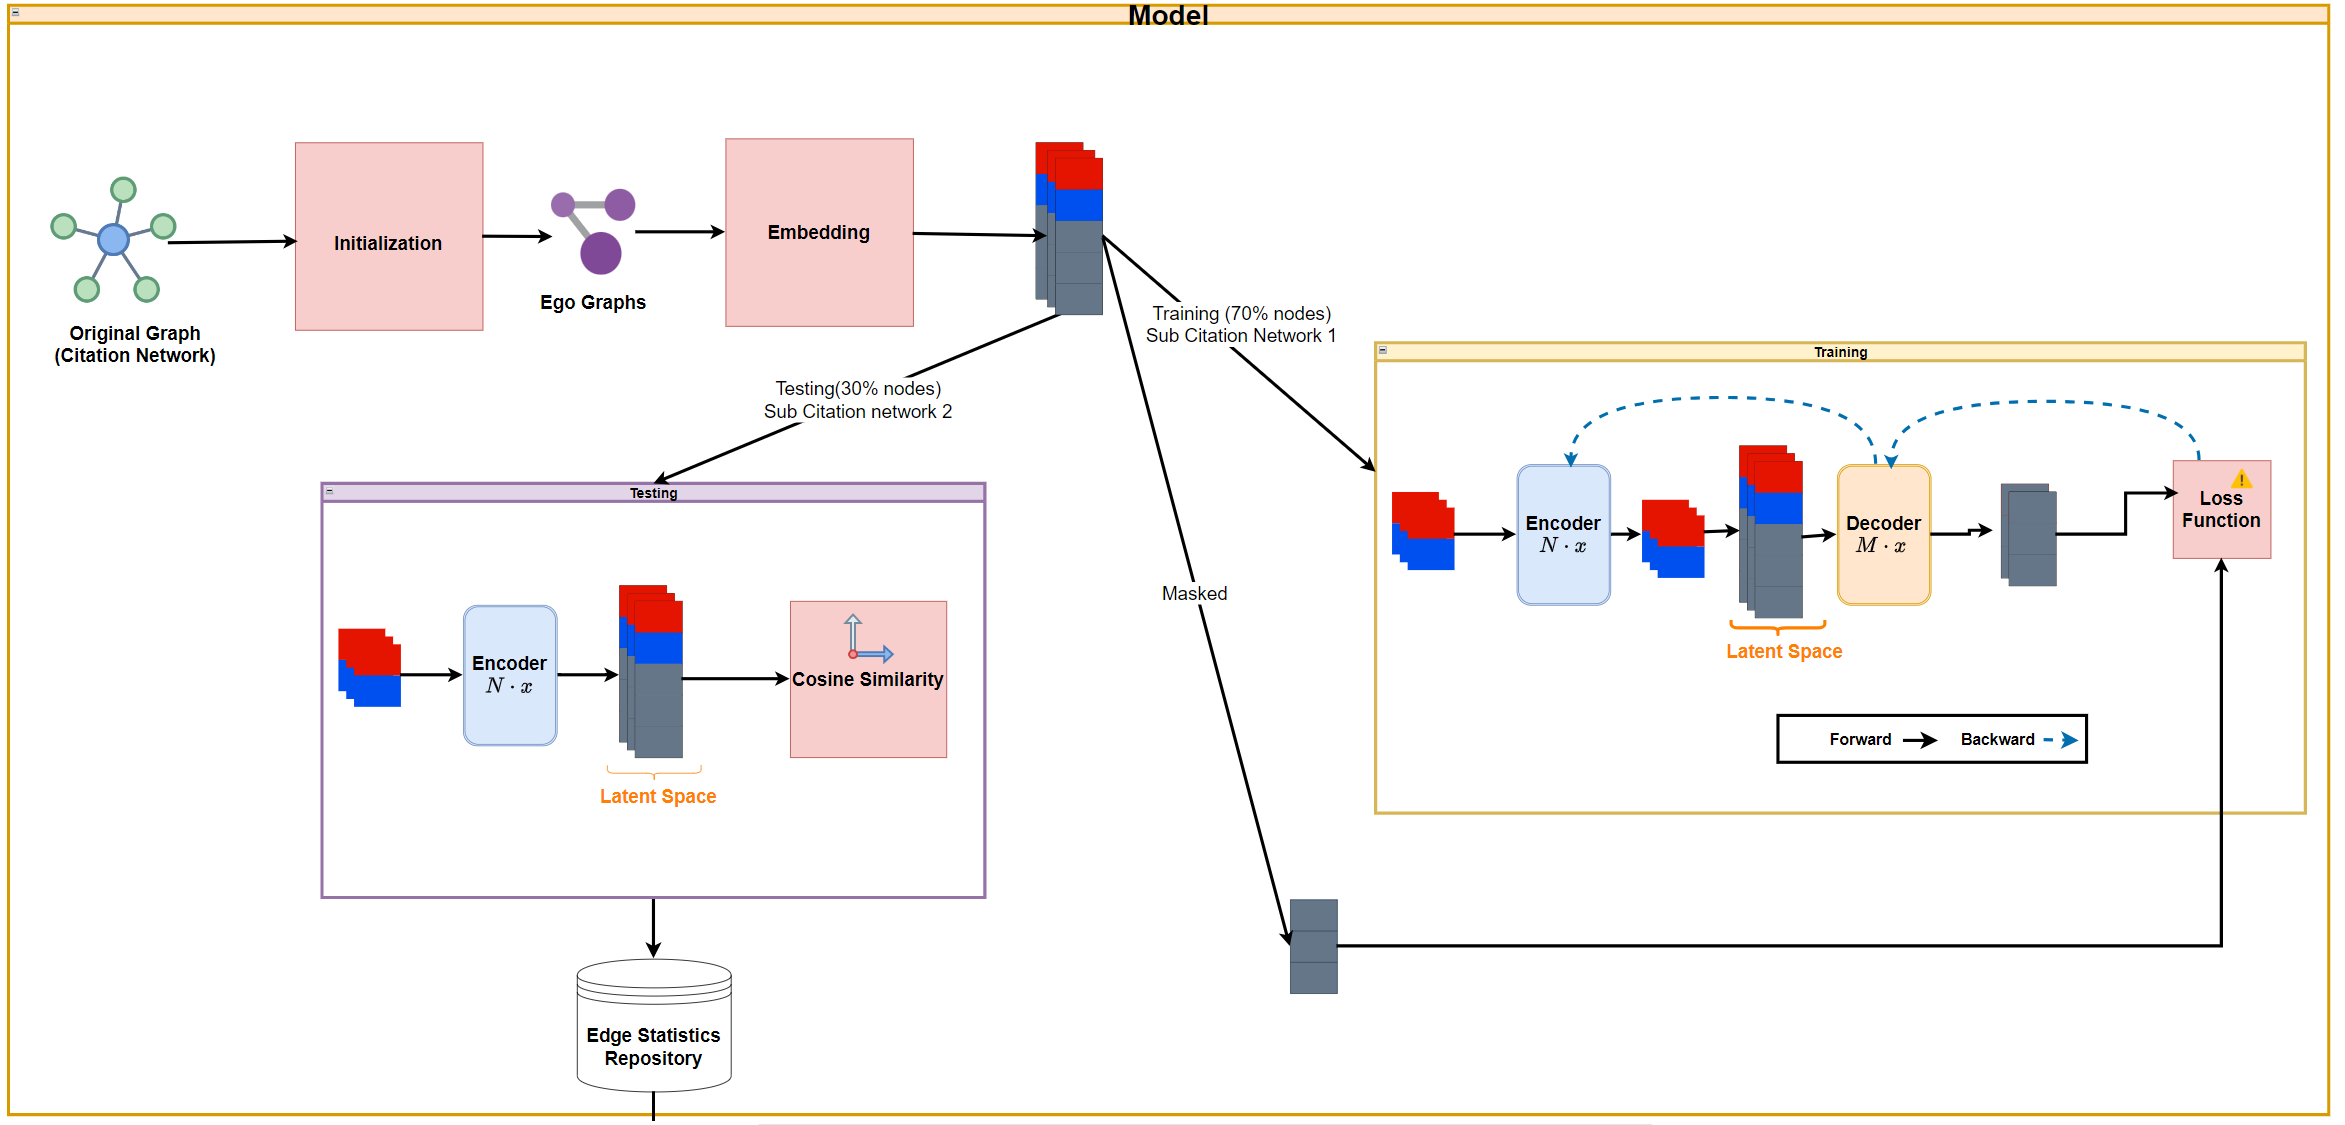 Model
Initialization
Embedding
Ego Graphs
Original Graph
(Citation Network)
Training (70% nodes)
Sub Citation Network 1
Testing(30% nodes)
Sub Citation network 2
Masked
Training
Encoder
N · x
Decoder
M · x
Loss
Function
Latent Space
Forward
Backward
Testing
Encoder
N · x
Cosine Similarity
Latent Space
Edge Statistics
Repository